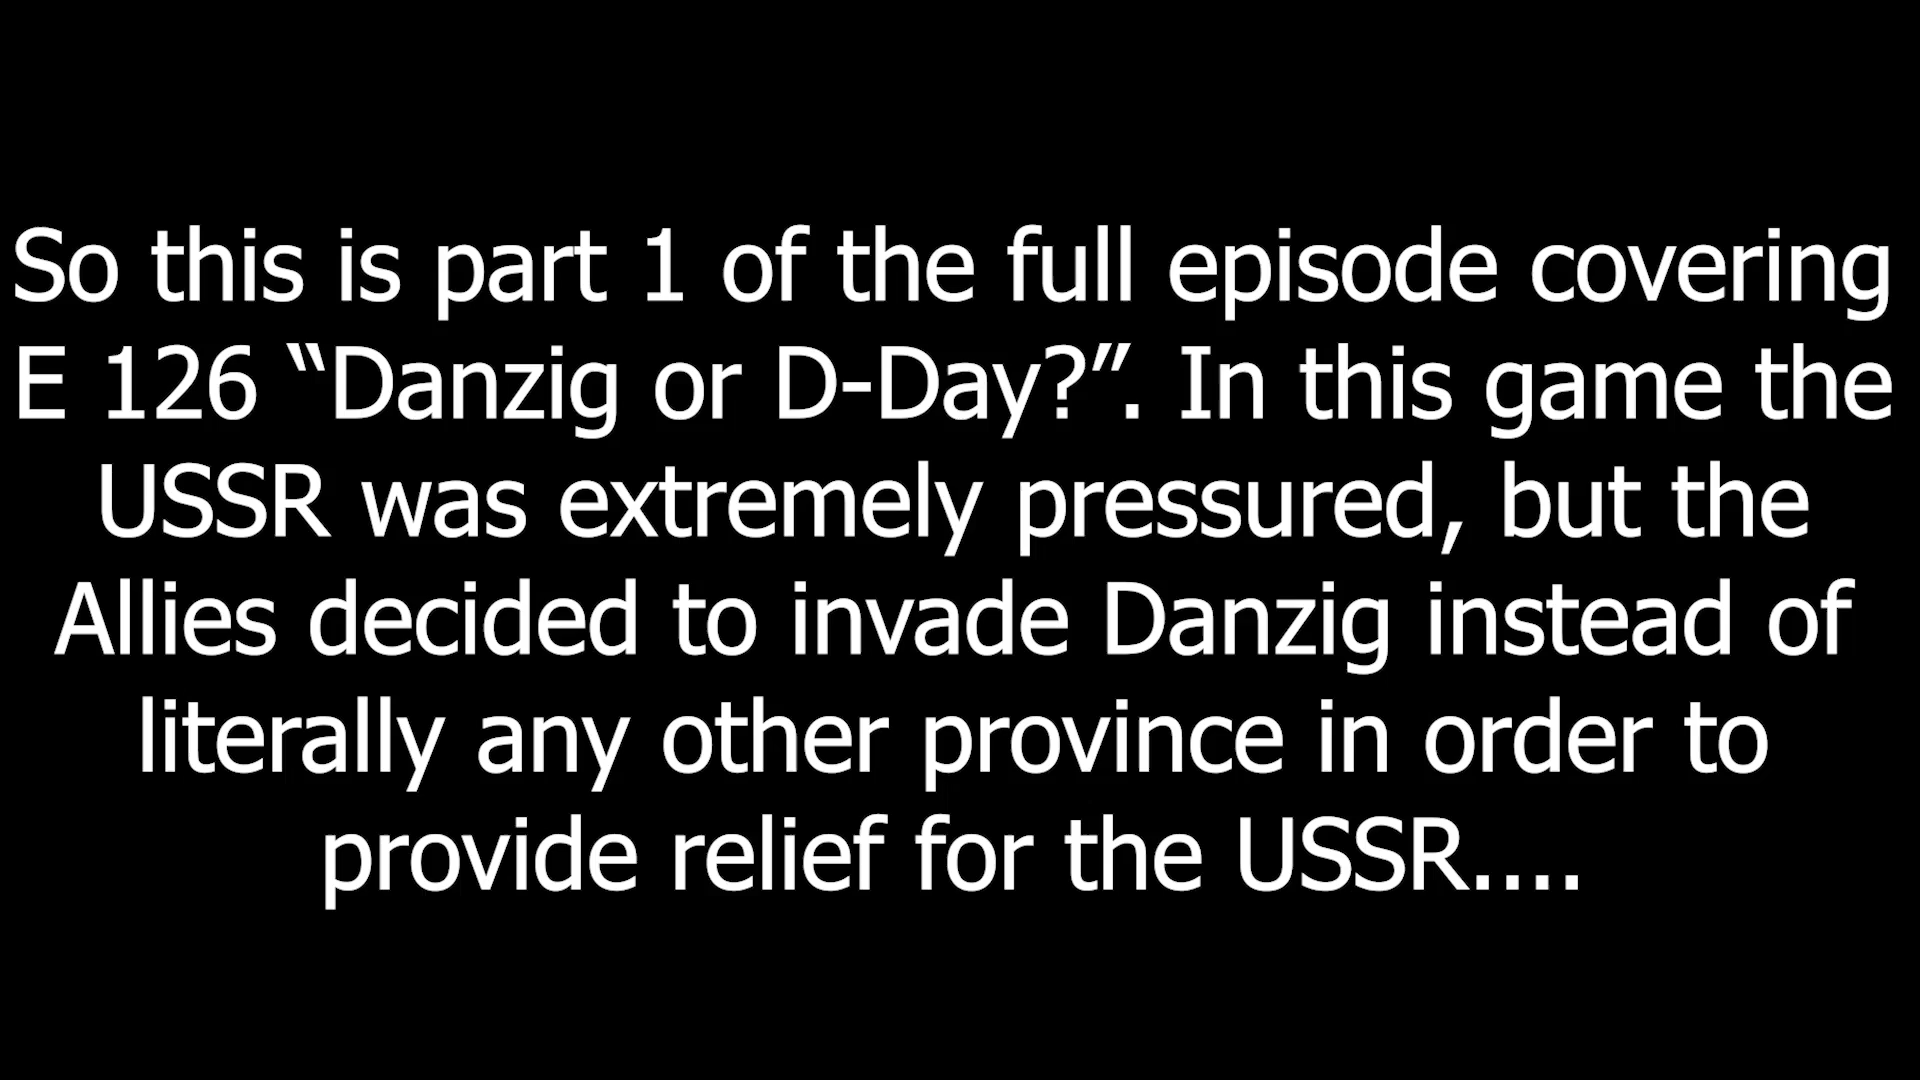 So this is part 1 of the full episode covering
E 126 “Danzig or D-Day?”. In this game the
USSR was extremely pressured, but the
Allies decided to invade Danzig instead of
literally any other province in order to
provide relief for the USSR....